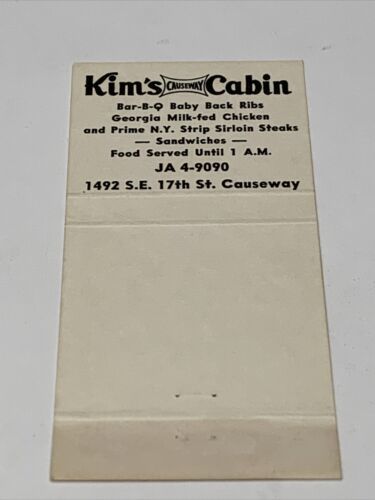 Kim's CAUSEWAY Cabin
Bar-B-Q Baby Back Ribs
Georgia Milk-fed Chicken
and Prime N.Y. Strip Sirloin Steaks
— Sandwiches —
Food Served Until 1 A.M.
JA 4-9090
1492 S.E. 17th St. Causeway